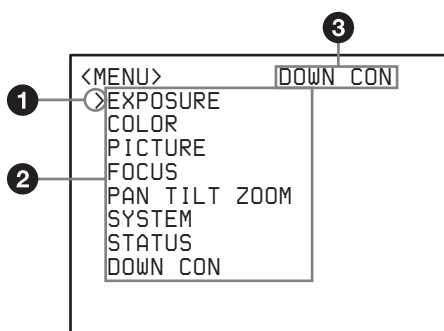 3
<MENU> DOWN CON
1 >EXPOSURE
COLOR
PICTURE
2 FOCUS
PAN TILT ZOOM
SYSTEM
STATUS
DOWN CON